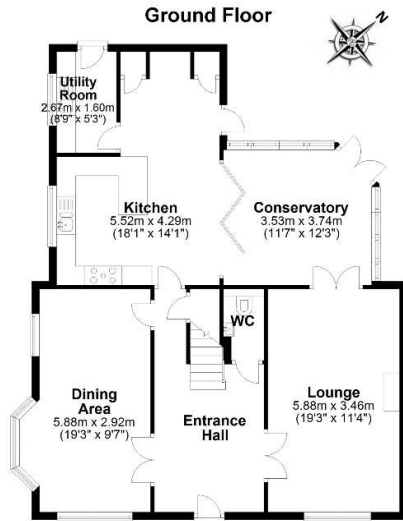 Ground Floor
N
Utility
Room
2.67m x 1.60m
(8'9" x 5'3")
Kitchen
5.52m x 4.29m
(18'1" x 14'1")
Conservatory
3.53m x 3.74m
(11'7" x 12'3")
WC
Dining
Area
5.88m x 2.92m
(19'3" x 9'7")
Entrance
Hall
Lounge
5.88m x 3.46m
(19'3" x 11'4")